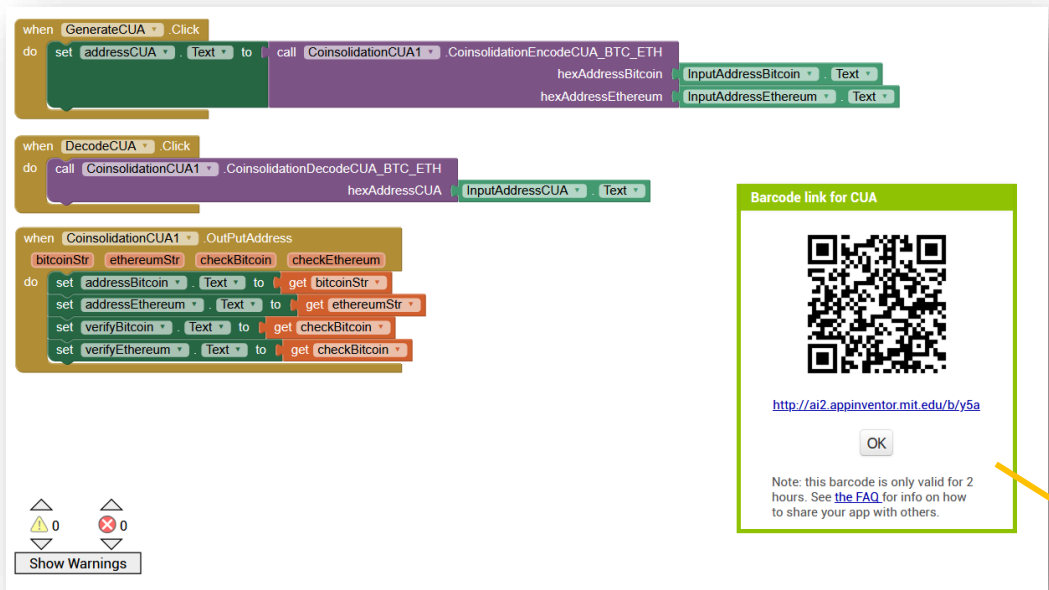 when GenerateCUA .Click
do set addressCUA . Text to call CoinsolidationCUA1 .CoinsolidationEncodeCUA_BTC_ETH
hexAddressBitcoin InputAddressBitcoin . Text
hexAddressEthereum InputAddressEthereum . Text
when DecodeCUA .Click
do call CoinsolidationCUA1 .CoinsolidationDecodeCUA_BTC_ETH
hexAddressCUA InputAddressCUA . Text
when CoinsolidationCUA1 .OutPutAddress
bitcoinStr ethereumStr checkBitcoin checkEthereum
do set addressBitcoin . Text to get bitcoinStr
set addressEthereum . Text to get ethereumStr
set verifyBitcoin . Text to get checkBitcoin
set verifyEthereum . Text to get checkBitcoin
Barcode link for CUA
http://ai2.appinventor.mit.edu/b/y5a
OK
Note: this barcode is only valid for 2
hours. See the FAQ for info on how
to share your app with others.
0 0
Show Warnings